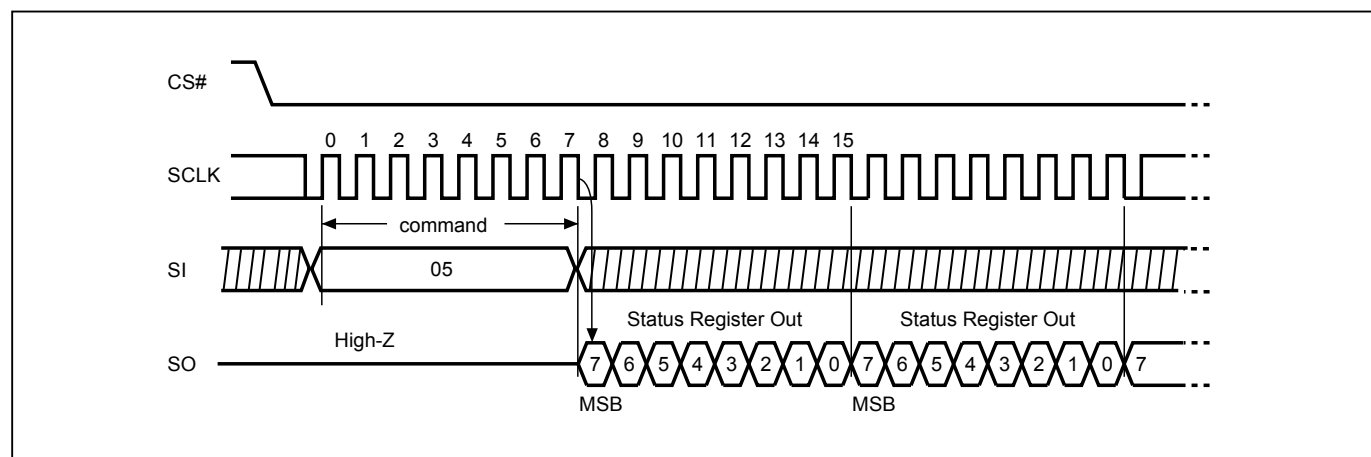 CS#
0 1 2 3 4 5 6 7 8 9 10 11 12 13 14 15
SCLK
command
SI
05
Status Register Out Status Register Out
High-Z
SO
7 6 5 4 3 2 1 0 7 6 5 4 3 2 1 0 7
MSB MSB